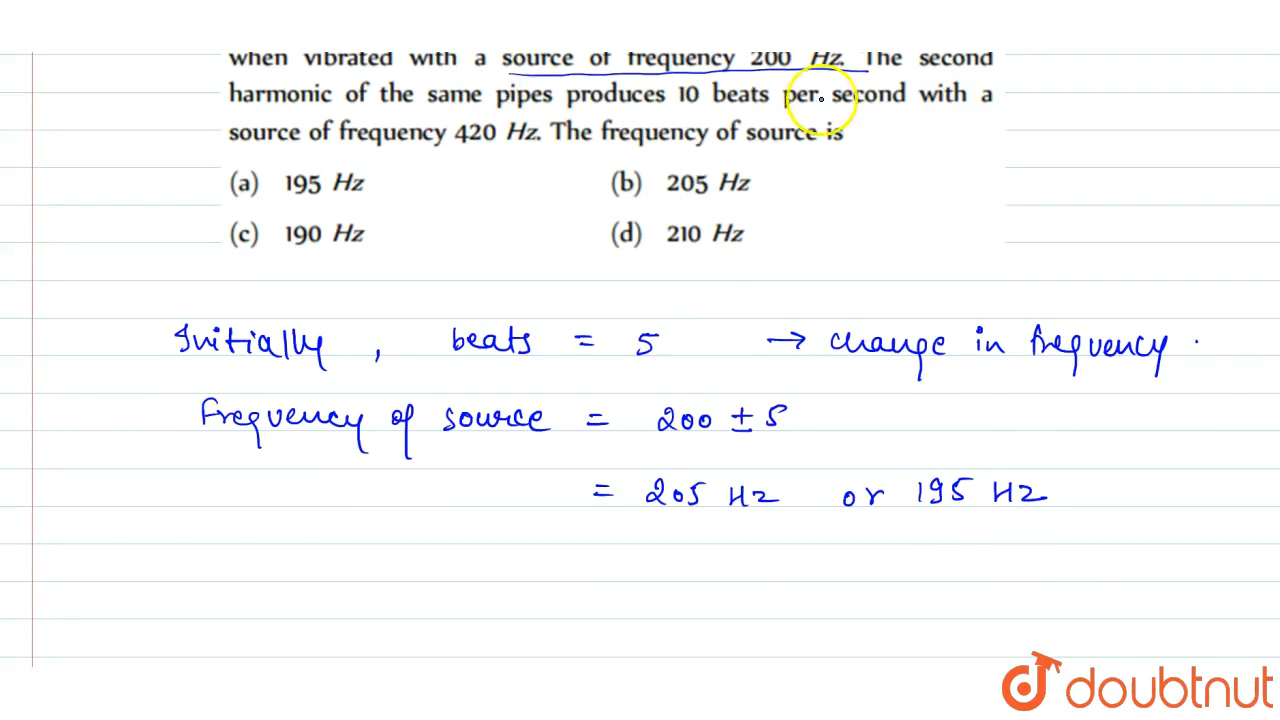 when vibrated with a source of frequency 200 Hz. The second
harmonic of the same pipes produces 10 beats per second with a
source of frequency 420 Hz. The frequency of source is
(a) 195 Hz (b) 205 Hz
(c) 190 Hz (d) 210 Hz
Initially, beats = 5 → change in frequency.
Frequency of source = 200 ± 5
= 205 Hz or 195 Hz
doubtnut